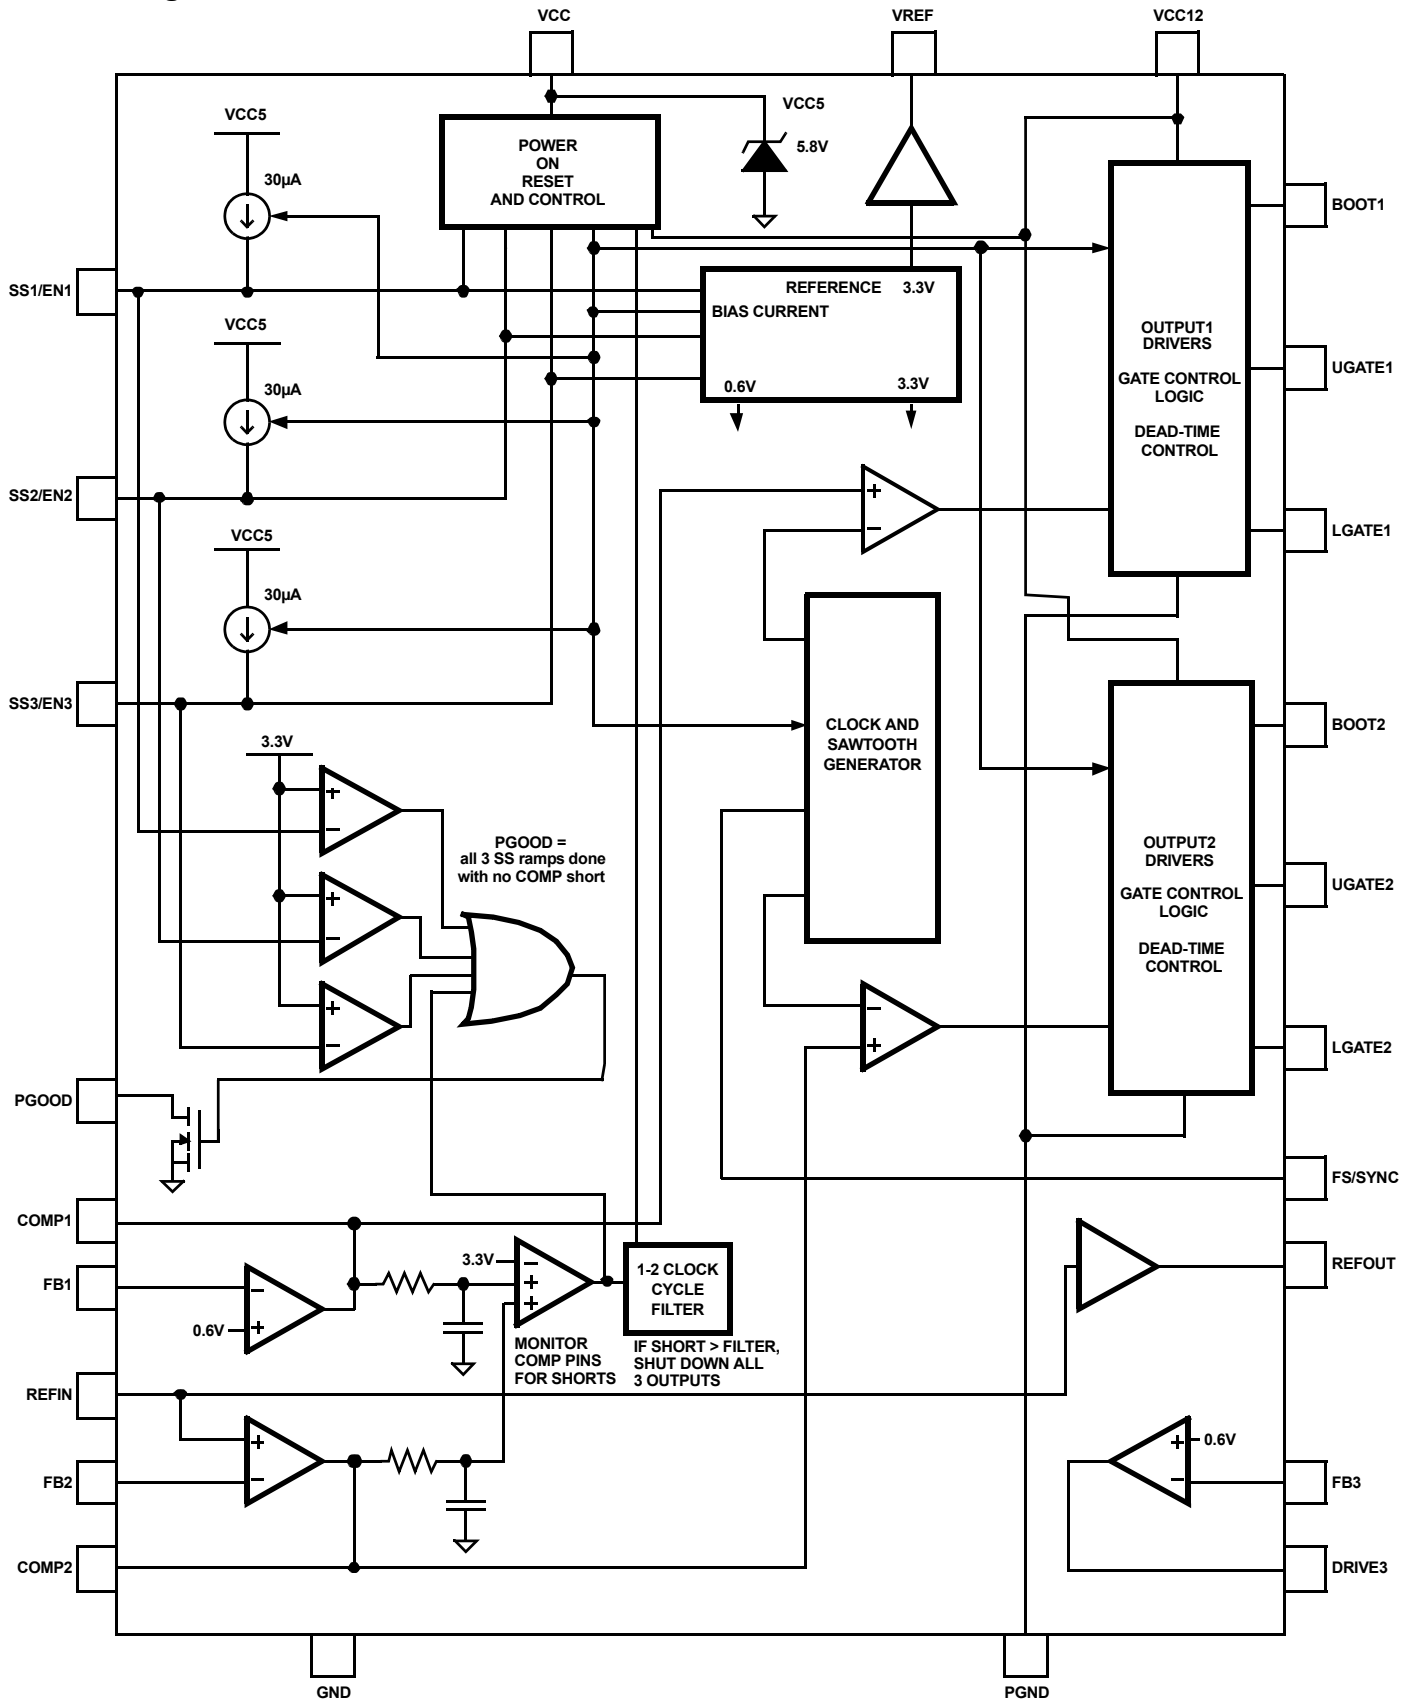 VCC
VREF
VCC12
VCC5
30µA
POWER
ON
RESET
AND CONTROL
VCC5
5.8V
BOOT1
SS1/EN1
REFERENCE 3.3V
BIAS CURRENT
0.6V
3.3V
OUTPUT1
DRIVERS
GATE CONTROL
LOGIC
DEAD-TIME
CONTROL
UGATE1
VCC5
30µA
SS2/EN2
+
−
LGATE1
VCC5
30µA
SS3/EN3
CLOCK AND
SAWTOOTH
GENERATOR
BOOT2
3.3V
+
−
+
−
+
−
PGOOD =
all 3 SS ramps done
with no COMP short
OUTPUT2
DRIVERS
GATE CONTROL
LOGIC
DEAD-TIME
CONTROL
UGATE2
−
+
LGATE2
PGOOD
FS/SYNC
COMP1
FB1
−
0.6V
+
3.3V
−
+
+
MONITOR
COMP PINS
FOR SHORTS
1-2 CLOCK
CYCLE
FILTER
IF SHORT > FILTER,
SHUT DOWN ALL
3 OUTPUTS
REFOUT
REFIN
+
−
FB2
COMP2
+
0.6V
−
FB3
DRIVE3
GND
PGND